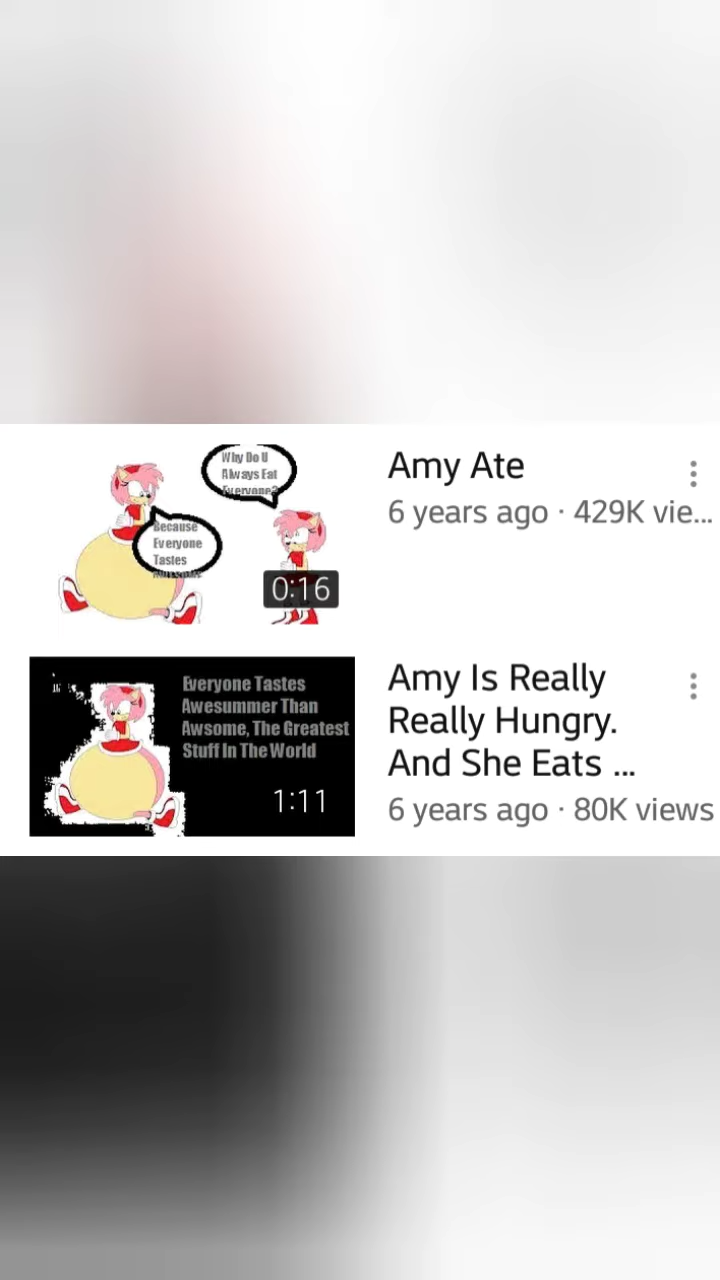 Why Do U
Always Eat
Everyone?
Because
Everyone
Tastes
0:16
Amy Ate
6 years ago · 429K vie...
Everyone Tastes
Awesummer Than
Awsome, The Greatest
Stuff In The World
1:11
Amy Is Really
Really Hungry.
And She Eats ...
6 years ago · 80K views